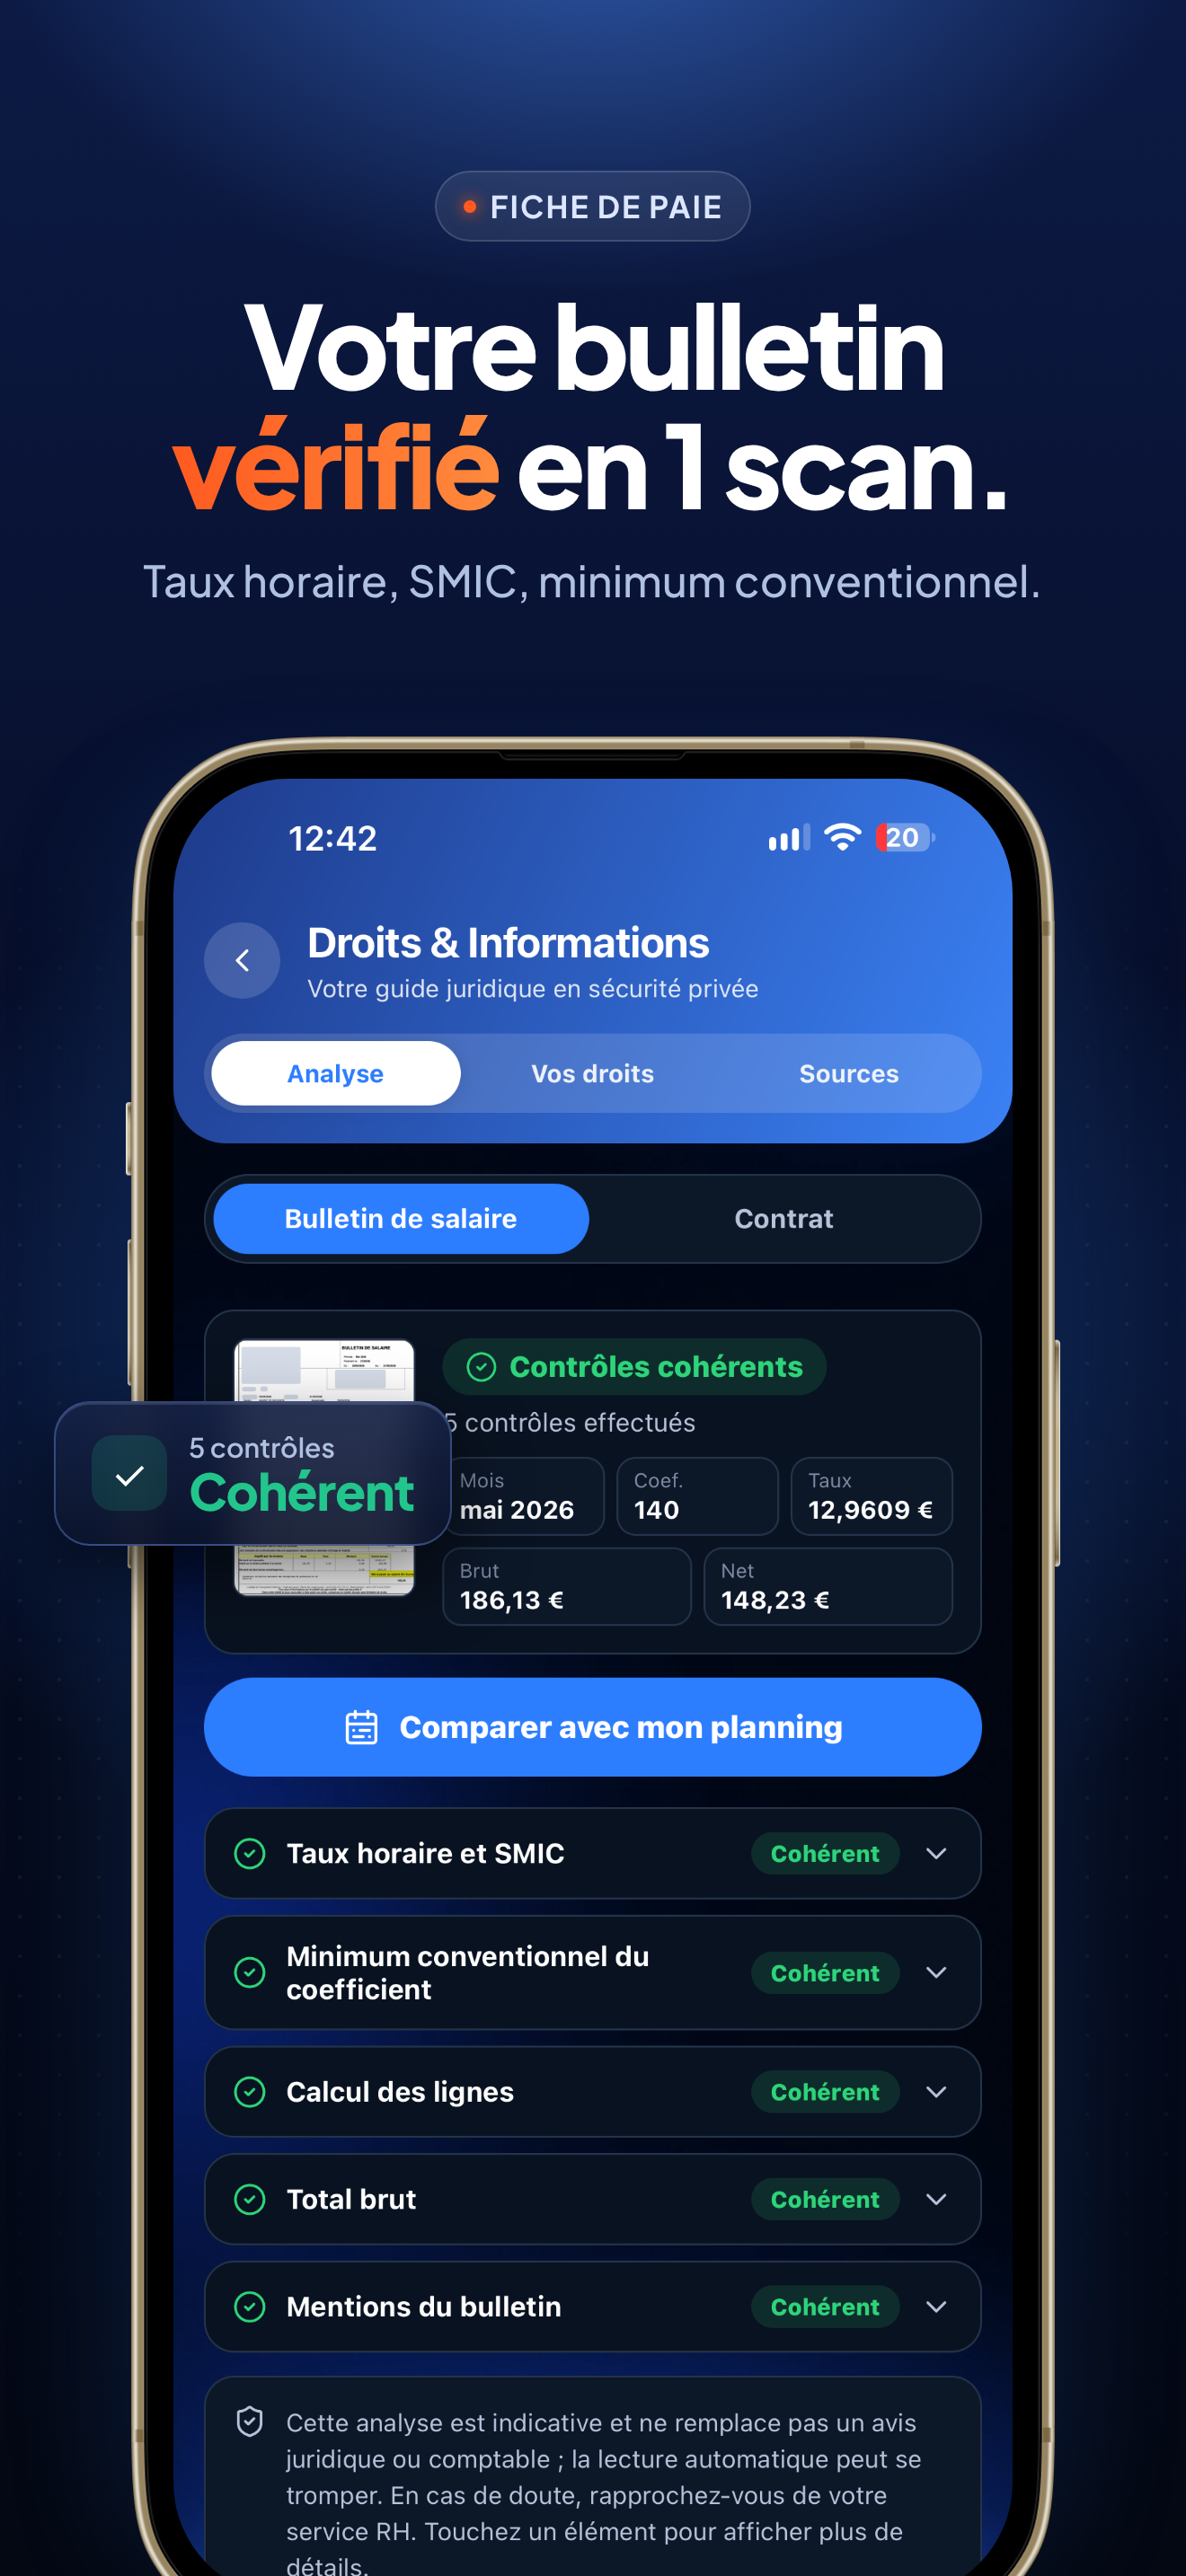 FICHE DE PAIE
Votre bulletin
vérifié en 1 scan.
Taux horaire, SMIC, minimum conventionnel.
12:42
20
Droits & Informations
Votre guide juridique en sécurité privée
Analyse
Vos droits
Sources
Bulletin de salaire
Contrat
BULLETIN DE SALAIRE
Contrôles cohérents
5 contrôles effectués
5 contrôles
Cohérent
Mois
mai 2026
Coef.
140
Taux
12,9609 €
Brut
186,13 €
Net
148,23 €
Comparer avec mon planning
Taux horaire et SMIC
Cohérent
Minimum conventionnel du
coefficient
Cohérent
Calcul des lignes
Cohérent
Total brut
Cohérent
Mentions du bulletin
Cohérent
Cette analyse est indicative et ne remplace pas un avis
juridique ou comptable ; la lecture automatique peut se
tromper. En cas de doute, rapprochez-vous de votre
service RH. Touchez un élément pour afficher plus de
détails.